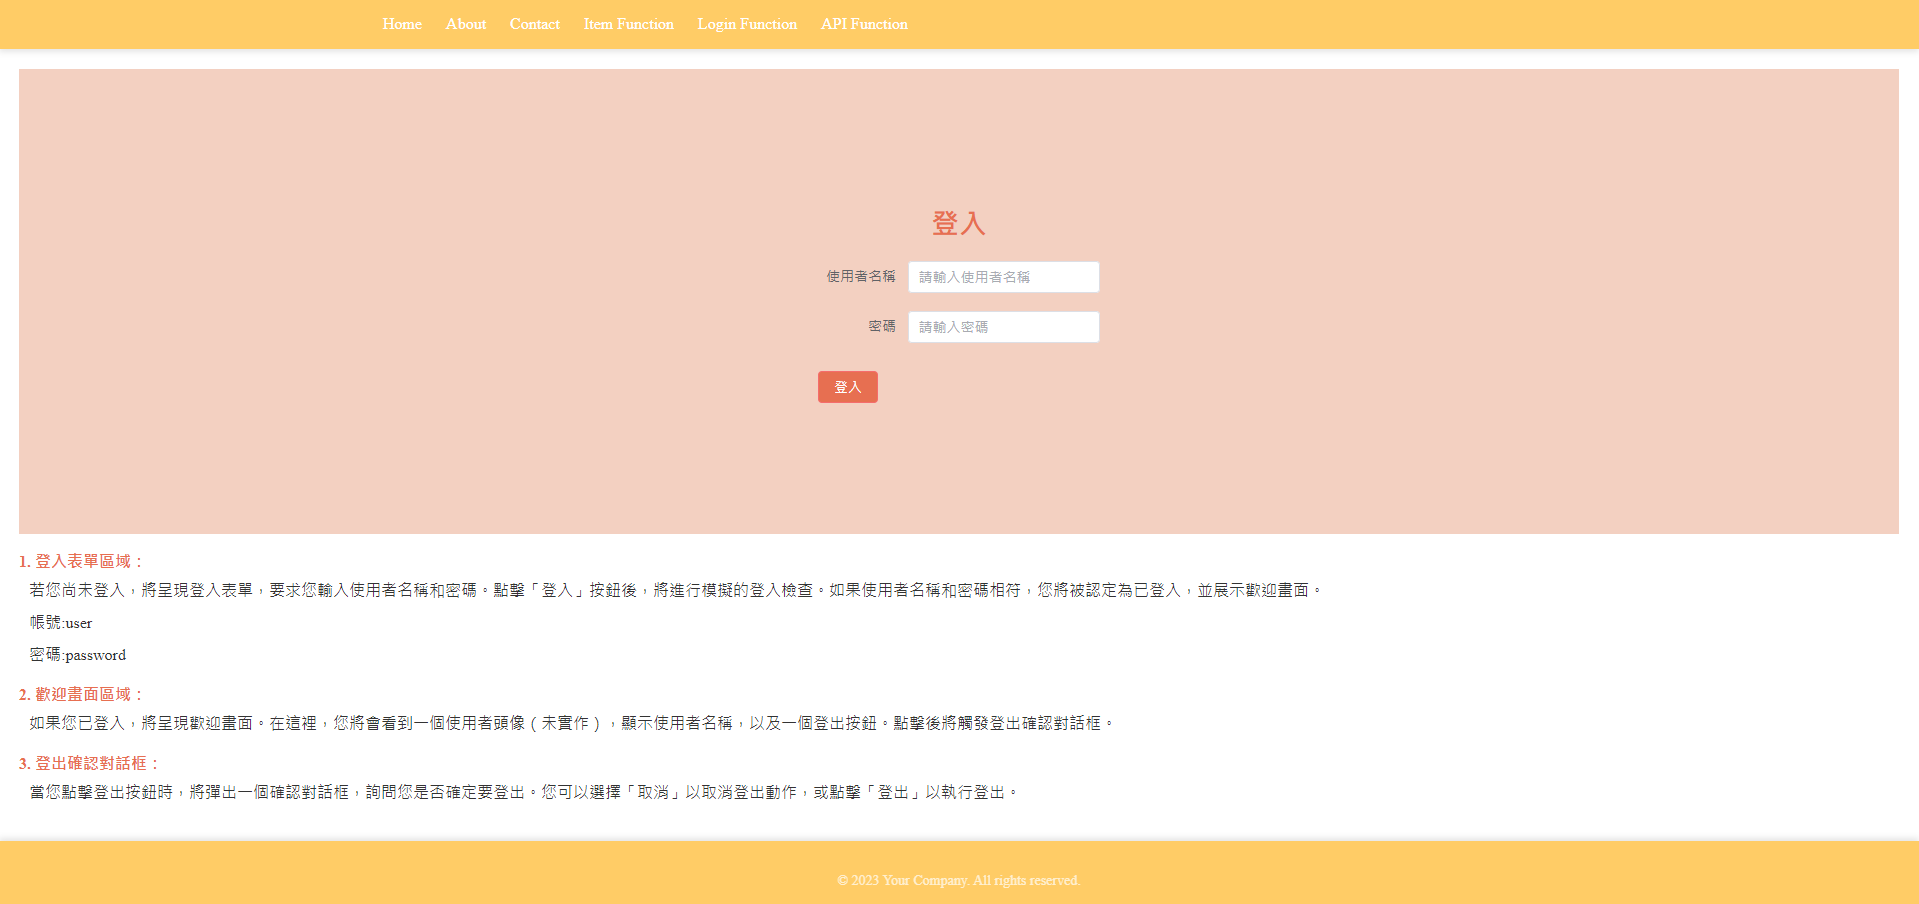 Home About Contact Item Function Login Function API Function
登入
使用者名稱 請輸入使用者名稱
密碼 請輸入密碼
登入
1. 登入表單區域：
若您尚未登入，將呈現登入表單，要求您輸入使用者名稱和密碼。點擊「登入」按鈕後，將進行模擬的登入檢查。如果使用者名稱和密碼相符，您將被認定為已登入，並展示歡迎畫面。
帳號:user
密碼:password
2. 歡迎畫面區域：
如果您已登入，將呈現歡迎畫面。在這裡，您將會看到一個使用者頭像（未實作），顯示使用者名稱，以及一個登出按鈕。點擊後將觸發登出確認對話框。
3. 登出確認對話框：
當您點擊登出按鈕時，將彈出一個確認對話框，詢問您是否確定要登出。您可以選擇「取消」以取消登出動作，或點擊「登出」以執行登出。
© 2023 Your Company. All rights reserved.